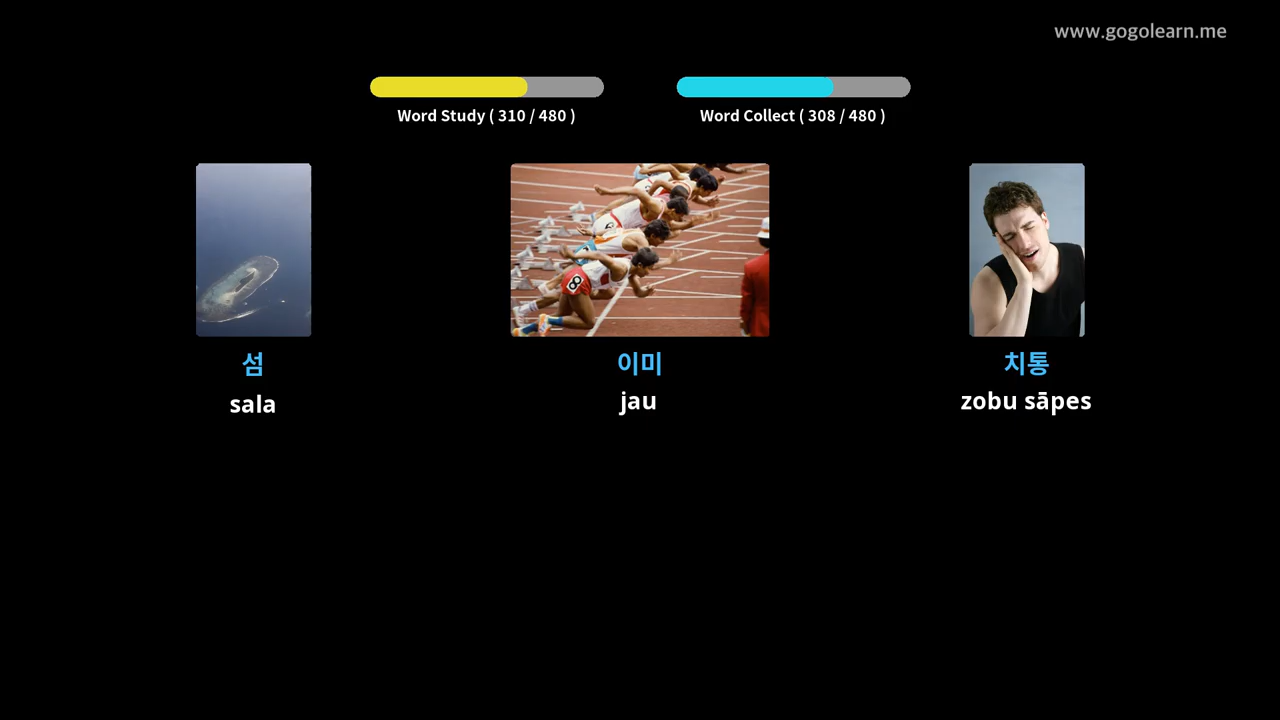 www.gogolearn.me
Word Study ( 310 / 480 )
Word Collect ( 308 / 480 )
8
섬
이미
치통
sala
jau
zobu sāpes